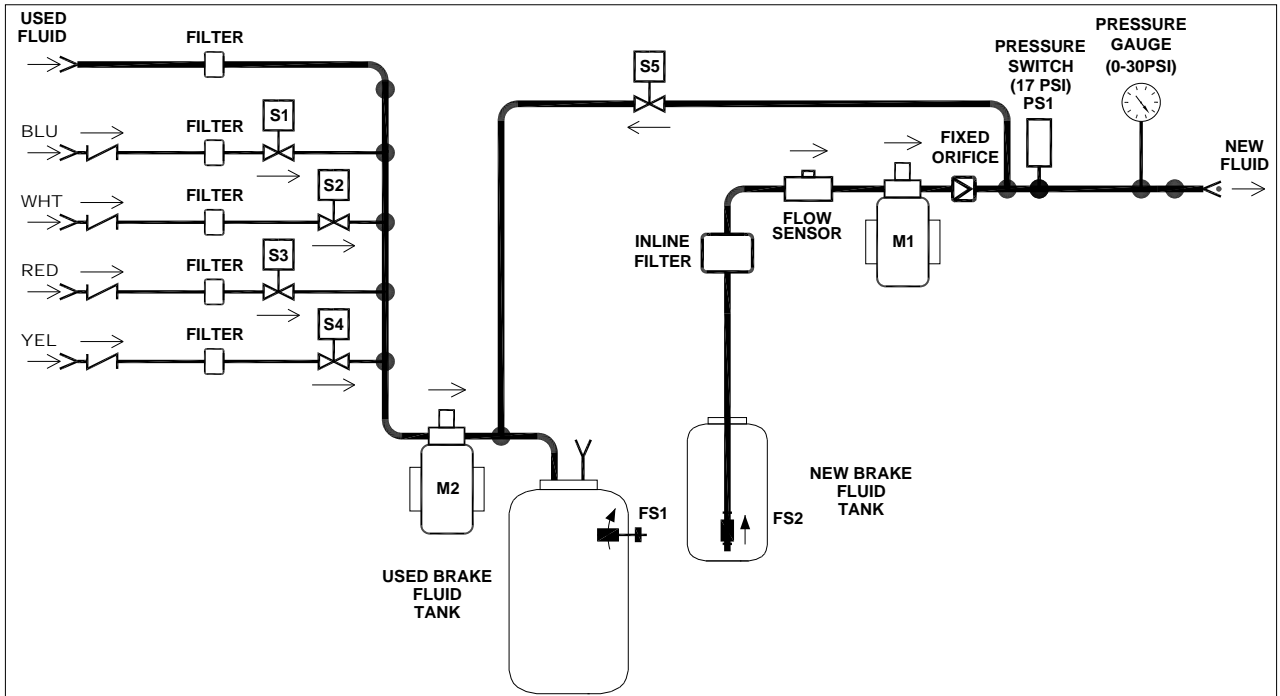 USED
FLUID
FILTER
BLU
FILTER
S1
WHT
FILTER
S2
RED
FILTER
S3
YEL
FILTER
S4
S5
PRESSURE
SWITCH
(17 PSI)
PS1
PRESSURE
GAUGE
(0-30PSI)
FIXED
ORIFICE
NEW
FLUID
FLOW
SENSOR
M1
INLINE
FILTER
M2
USED BRAKE
FLUID
TANK
FS1
NEW BRAKE
FLUID
TANK
FS2